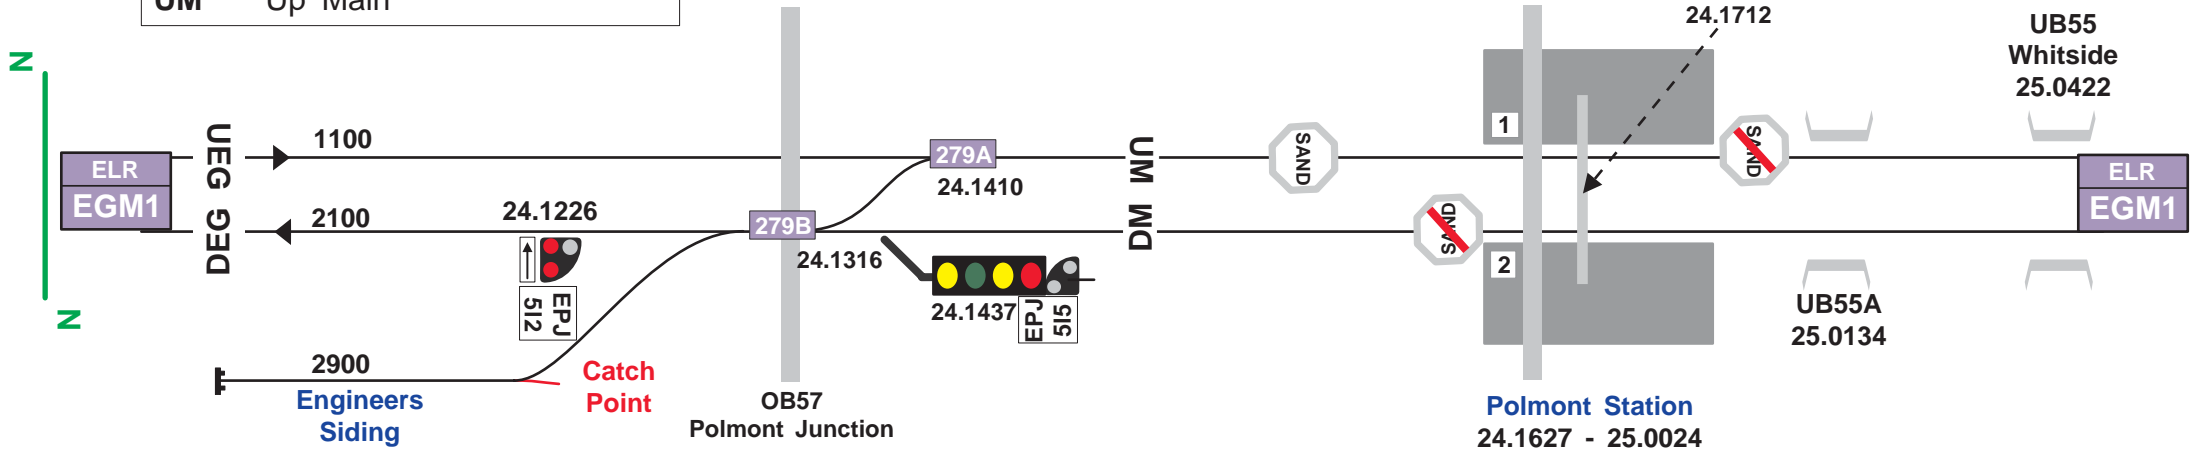 UM Up Main
N
N
ELR
EGM1
UEG
DEG
1100
2100
24.1226
EPJ
5I2
2900
Engineers
Siding
Catch
Point
279A
24.1410
279B
24.1316
24.1437
EPJ
5I5
OB57
Polmont Junction
UM
DM
SAND
SAND
1
2
24.1712
Polmont Station
24.1627 - 25.0024
SAND
UB55A
25.0134
UB55
Whitside
25.0422
ELR
EGM1